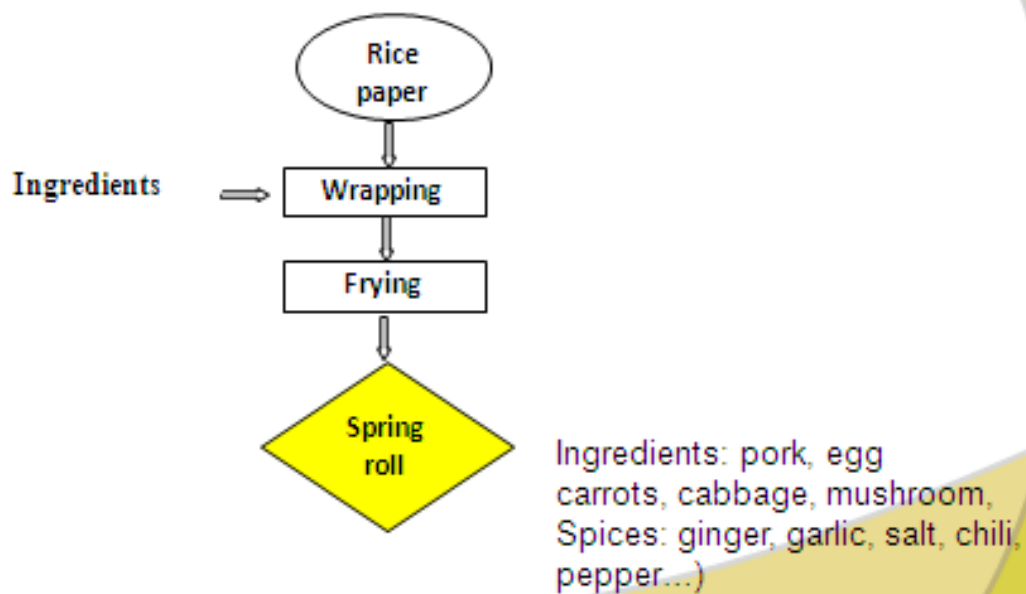 Rice
paper
Ingredients
Wrapping
Frying
Spring
roll
Ingredients: pork, egg
carrots, cabbage, mushroom,
Spices: ginger, garlic, salt, chili,
pepper...)